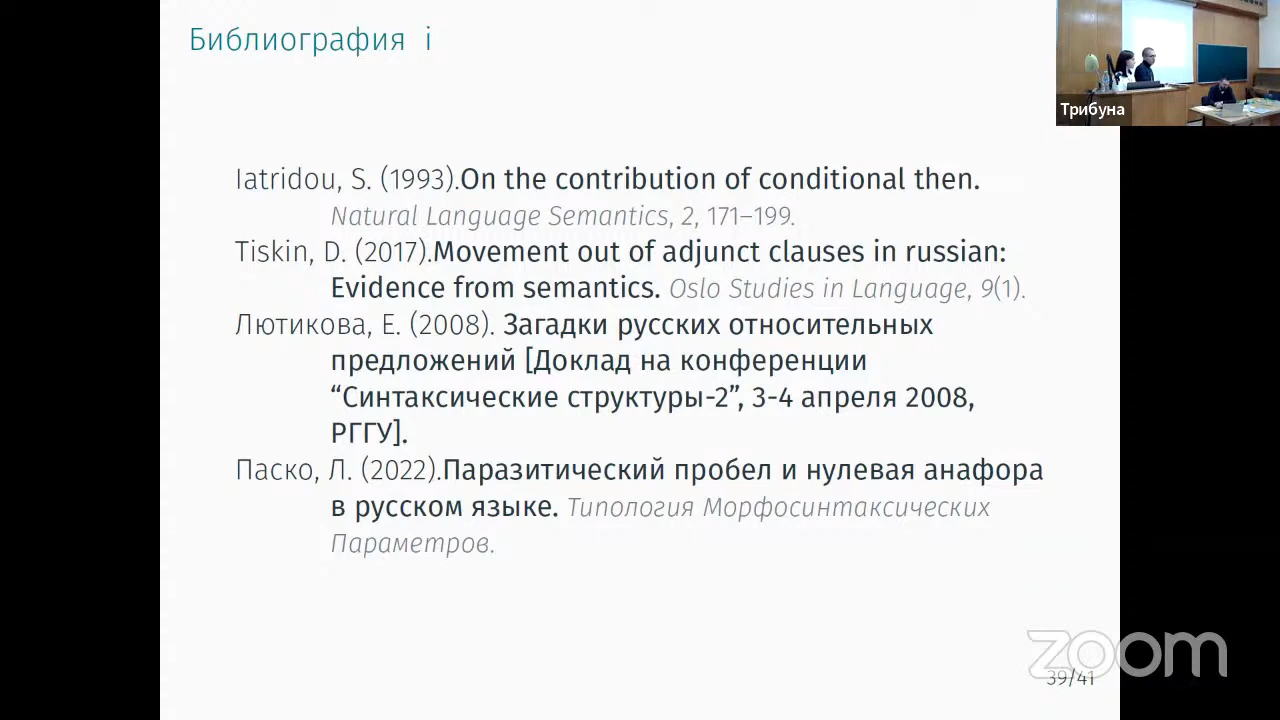 Библиография i
Трибуна
Iatridou, S. (1993).On the contribution of conditional then.
Natural Language Semantics, 2, 171–199.
Tiskin, D. (2017).Movement out of adjunct clauses in russian:
Evidence from semantics. Oslo Studies in Language, 9(1).
Лютикова, Е. (2008). Загадки русских относительных
предложений [Доклад на конференции
“Синтаксические структуры-2”, 3-4 апреля 2008,
РГГУ].
Паско, Л. (2022).Паразитический пробел и нулевая анафора
в русском языке. Типология Морфосинтаксических
Параметров.
zoom
39/41